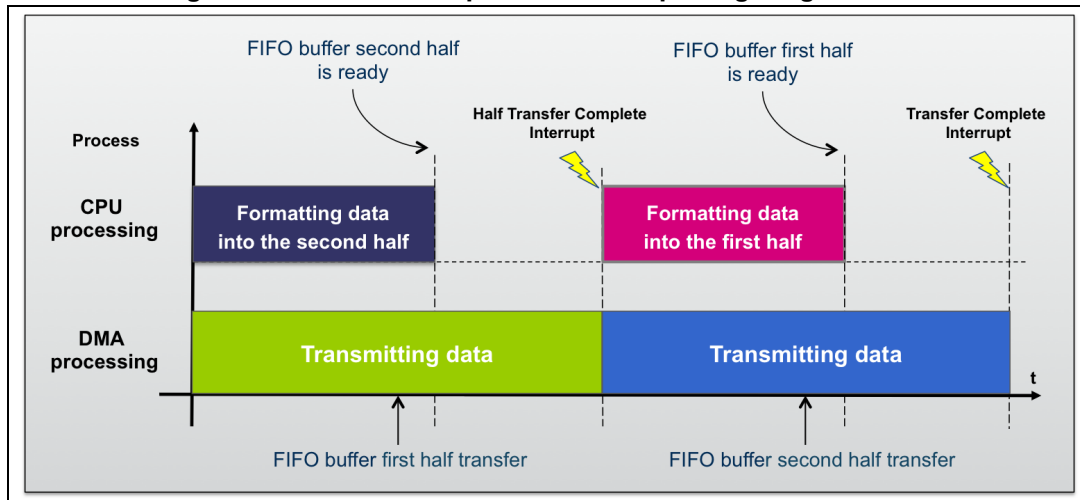 FIFO buffer second half
is ready
FIFO buffer first half
is ready
Half Transfer Complete
Interrupt
Transfer Complete
Interrupt
Process
CPU
processing
Formatting data
into the second half
Formatting data
into the first half
DMA
processing
Transmitting data
Transmitting data
t
FIFO buffer first half transfer
FIFO buffer second half transfer